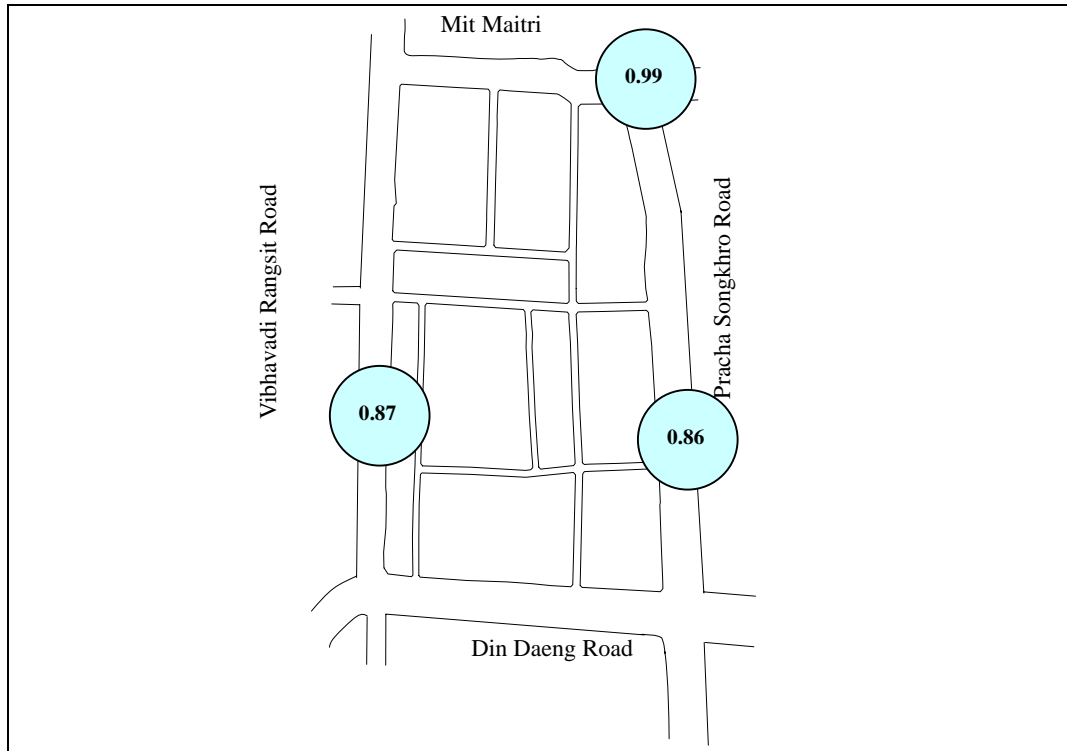 Mit Maitri
0.99
Vibhavadi Rangsit Road
Pracha Songkhro Road
0.87
0.86
Din Daeng Road